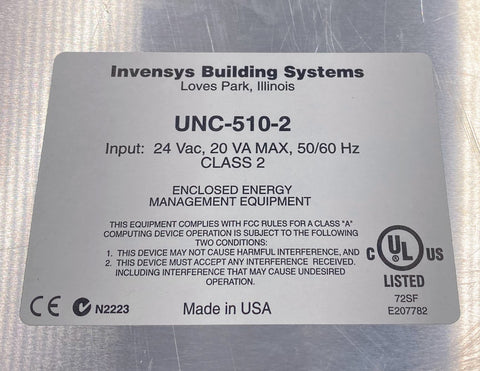 Invensys Building Systems
Loves Park, Illinois
UNC-510-2
Input: 24 Vac, 20 VA MAX, 50/60 Hz
CLASS 2
ENCLOSED ENERGY
MANAGEMENT EQUIPMENT
THIS EQUIPMENT COMPLIES WITH FCC RULES FOR A CLASS "A"
COMPUTING DEVICE OPERATION IS SUBJECT TO THE FOLLOWING
TWO CONDITIONS:
1. THIS DEVICE MAY NOT CAUSE HARMFUL INTERFERENCE, AND
2. THIS DEVICE MUST ACCEPT ANY INTERFERENCE RECEIVED.
INCLUDING INTERFERENCE THAT MAY CAUSE UNDESIRED
OPERATION.
C UL US
LISTED
72SF
E207782
CE N2223
Made in USA